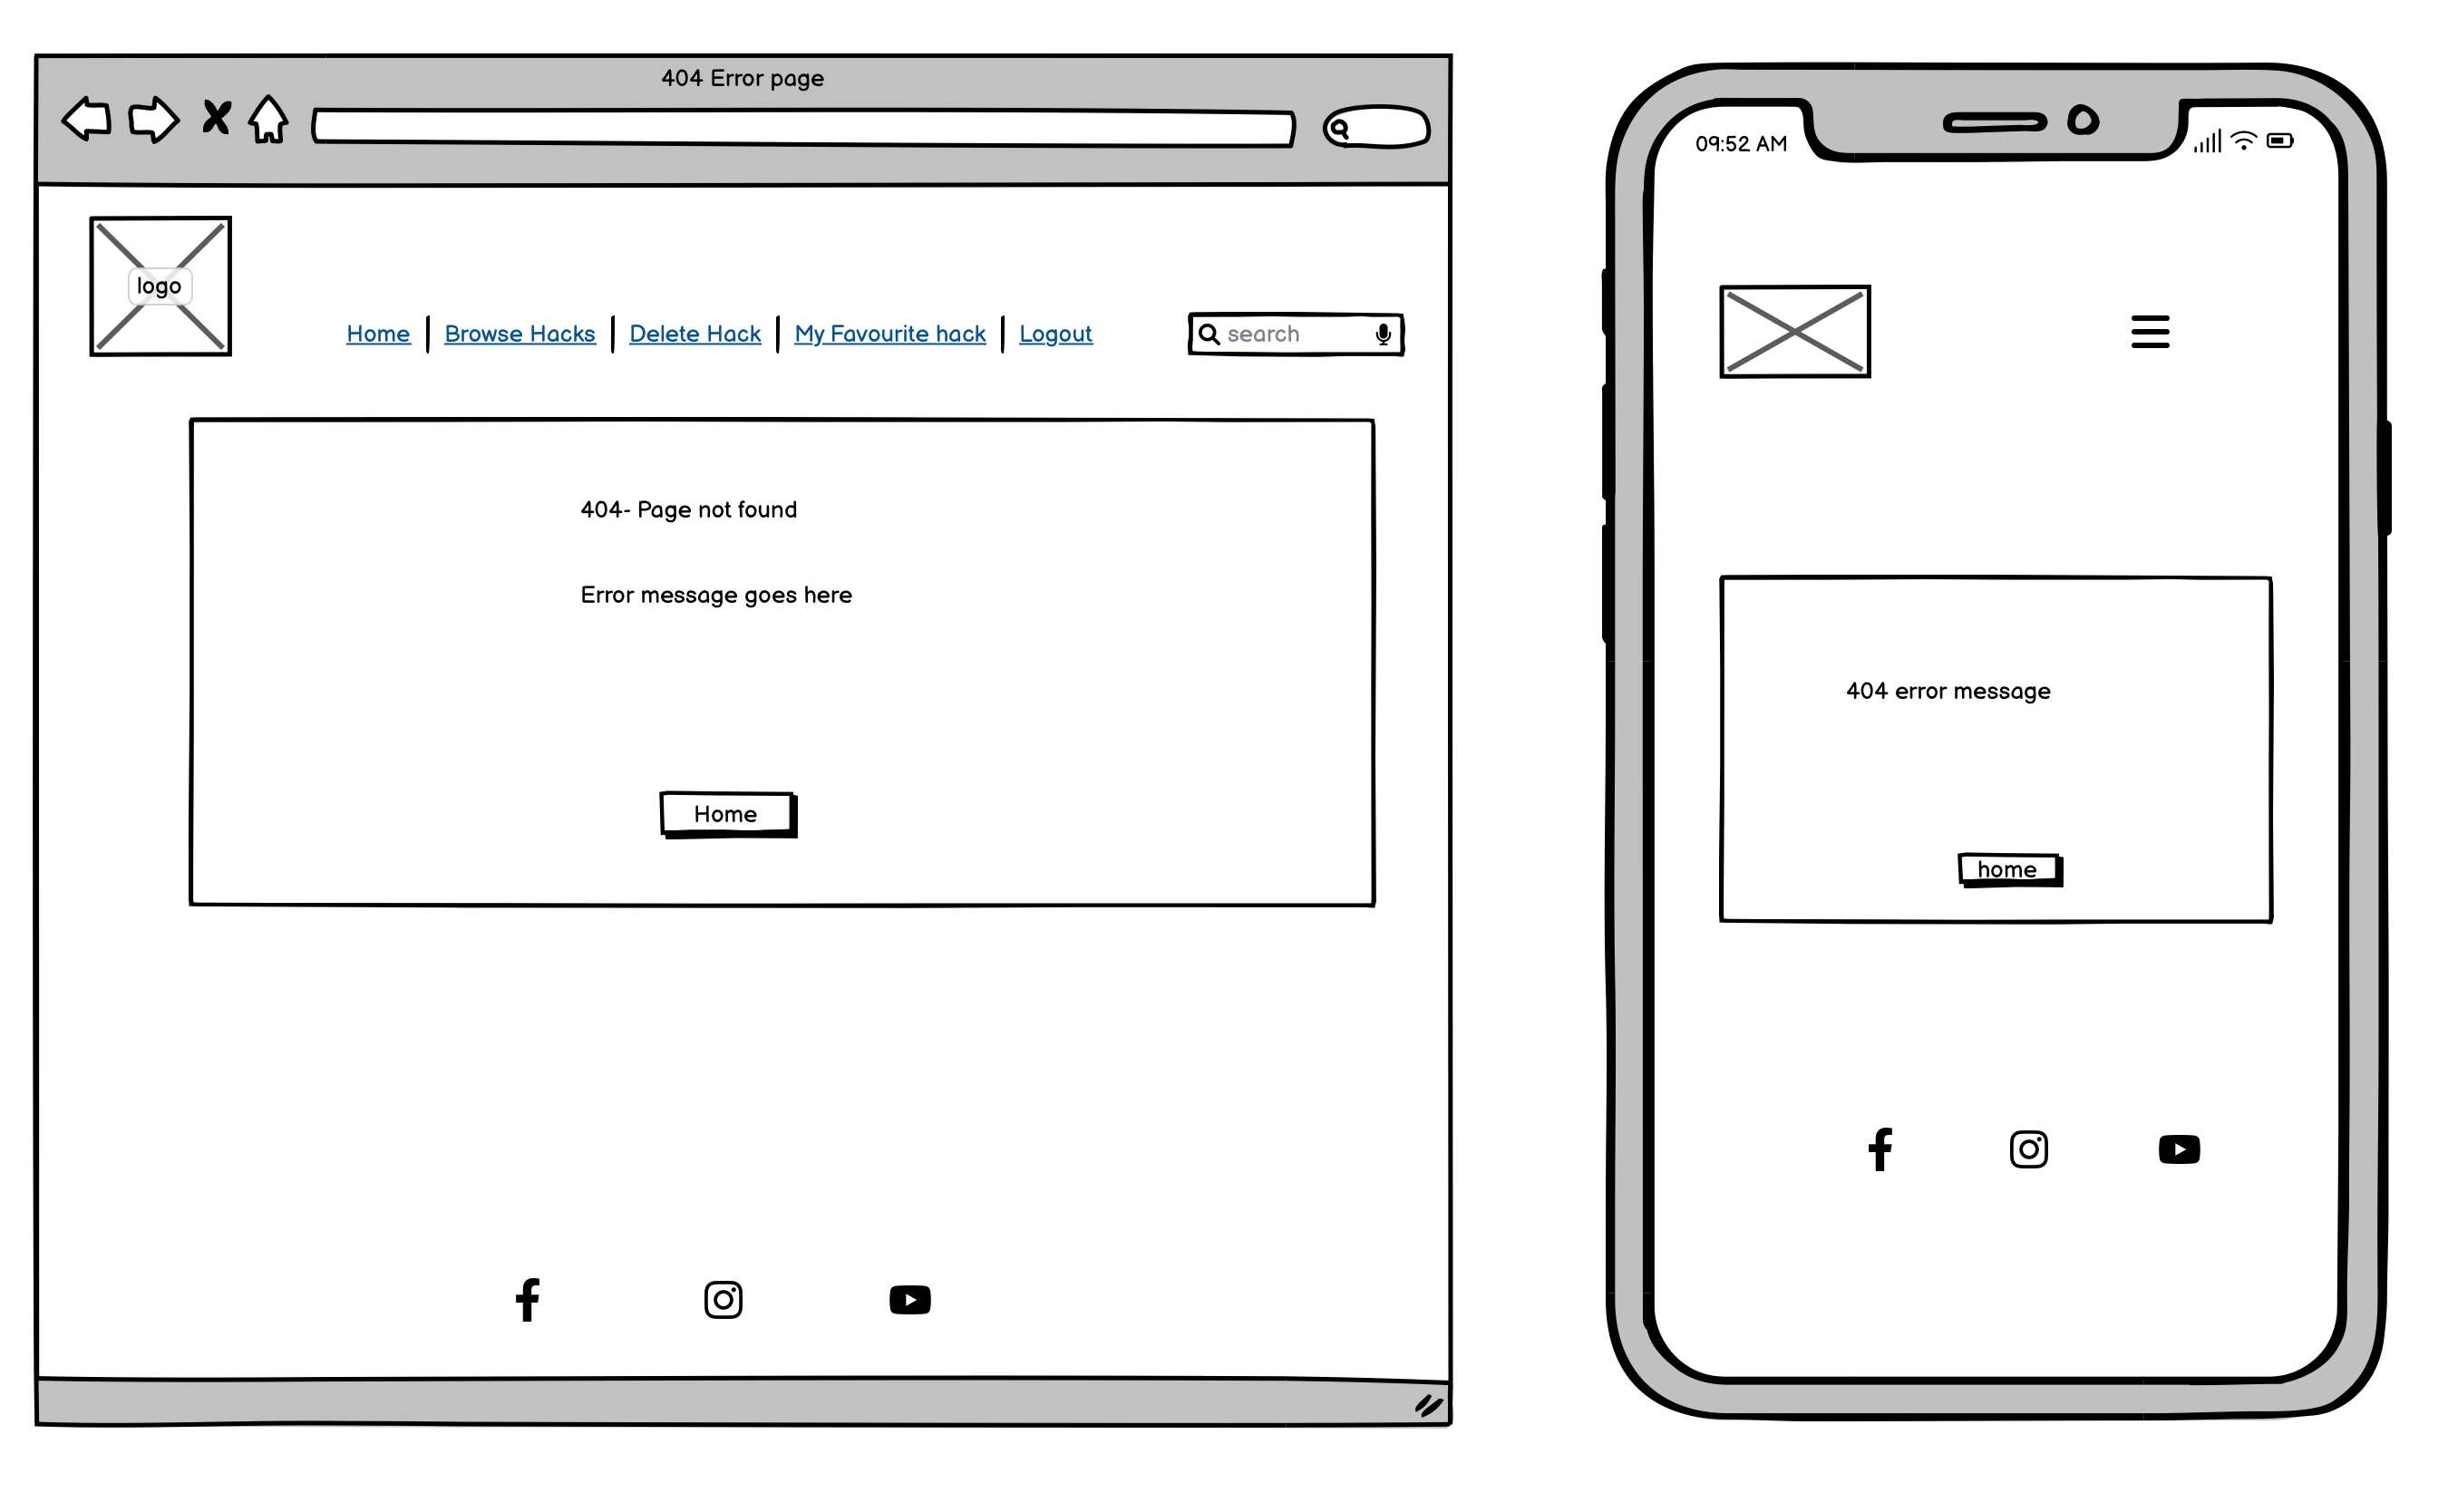 404 Error page
logo
Home | Browse Hacks | Delete Hack | My Favourite hack | Logout
search
404- Page not found
Error message goes here
Home
09:52 AM
404 error message
home